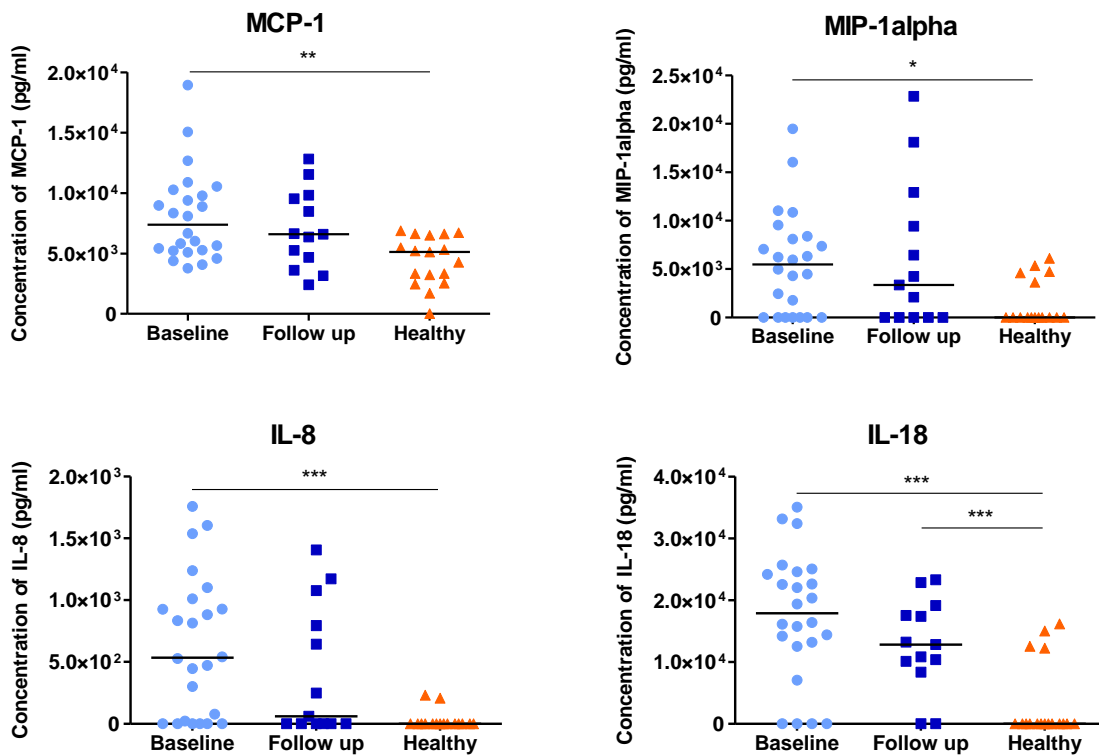 MCP-1
Concentration of MCP-1 (pg/ml)
**
2.0×10⁴
1.5×10⁴
1.0×10⁴
5.0×10³
0
Baseline Follow up Healthy
MIP-1alpha
Concentration of MIP-1alpha (pg/ml)
*
2.5×10⁴
2.0×10⁴
1.5×10⁴
1.0×10⁴
5.0×10³
0
Baseline Follow up Healthy
IL-8
Concentration of IL-8 (pg/ml)
***
2.0×10³
1.5×10³
1.0×10³
5.0×10²
0
Baseline Follow up Healthy
IL-18
Concentration of IL-18 (pg/ml)
***
***
4.0×10⁴
3.0×10⁴
2.0×10⁴
1.0×10⁴
0
Baseline Follow up Healthy